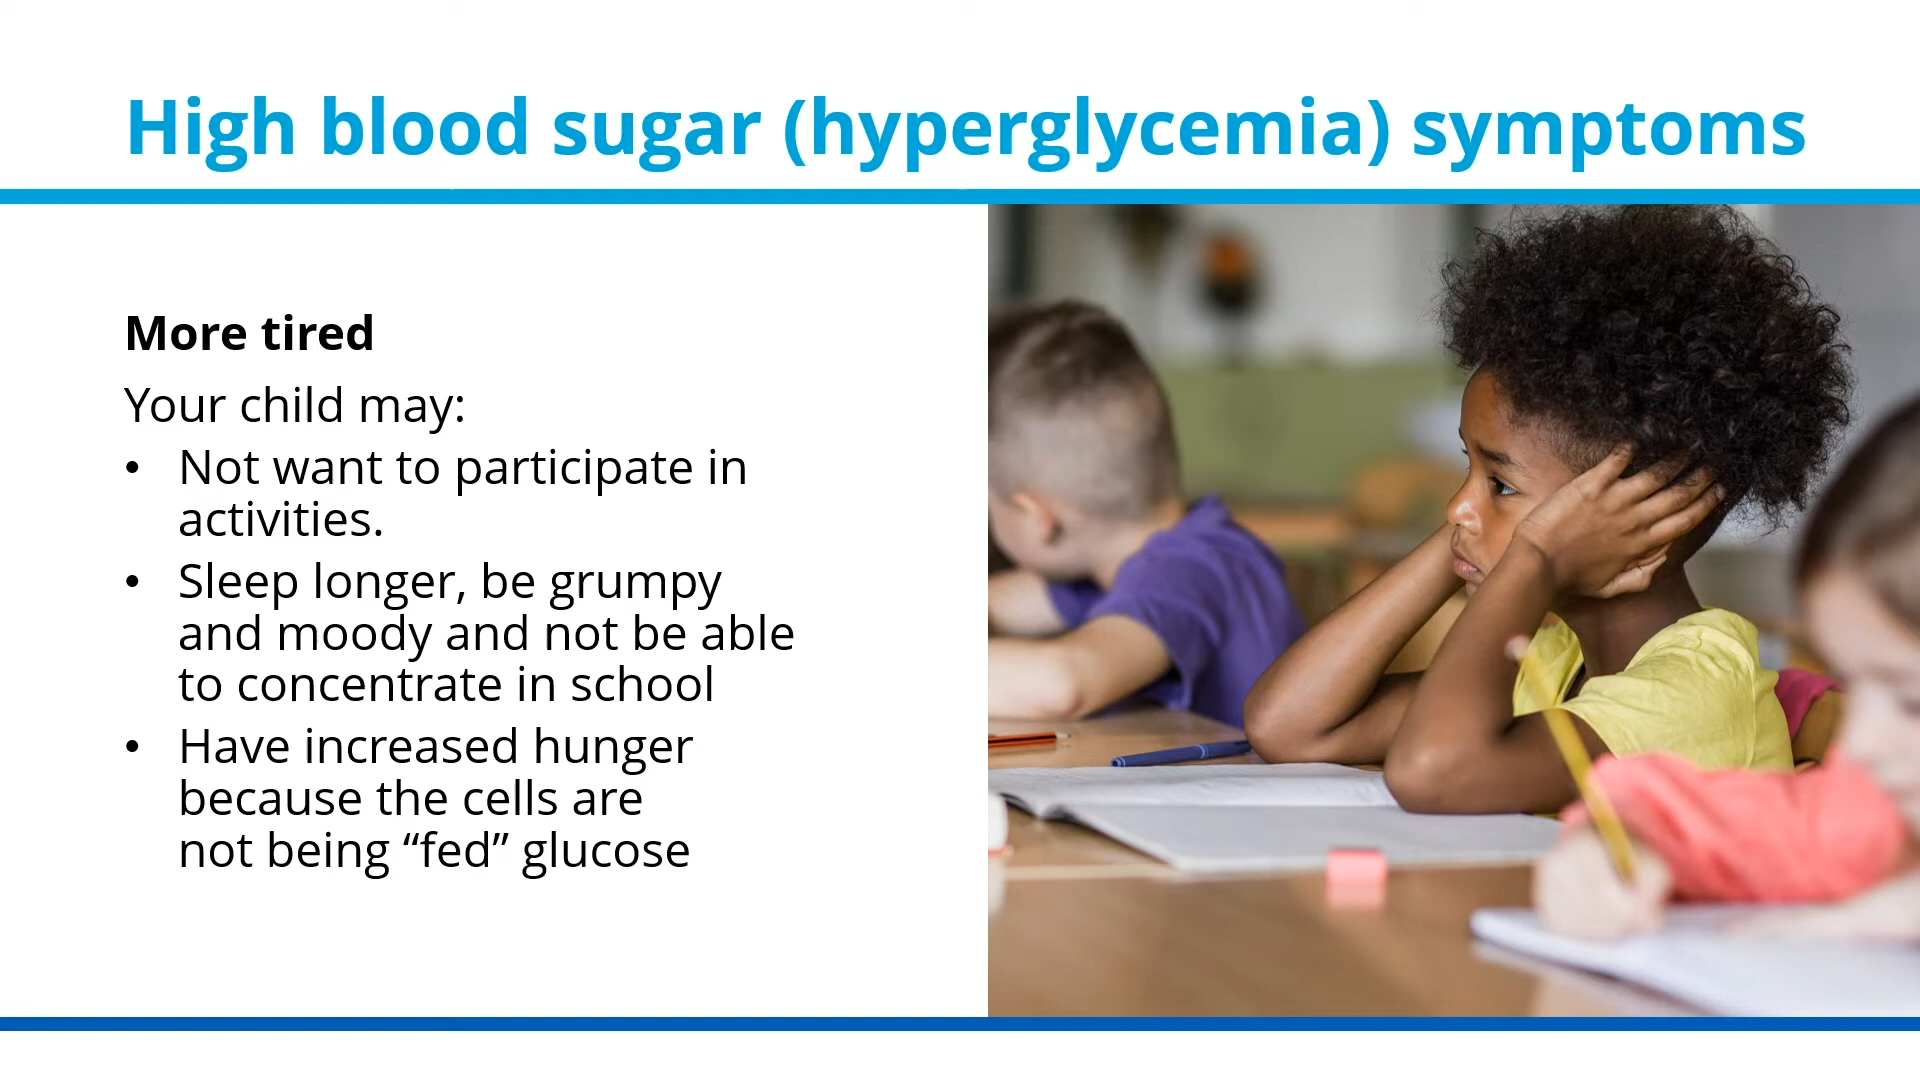 High blood sugar (hyperglycemia) symptoms
More tired
Your child may:
• Not want to participate in
activities.
• Sleep longer, be grumpy
and moody and not be able
to concentrate in school
• Have increased hunger
because the cells are
not being “fed” glucose